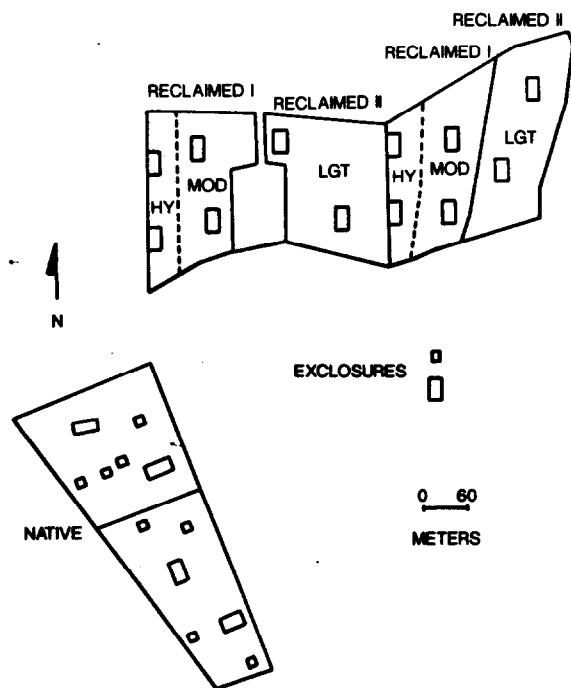 RECLAIMED II
RECLAIMED I
RECLAIMED I
RECLAIMED II
HY
MOD
LGT
HY
MOD
LGT
N
EXCLOSURES
NATIVE
0 60
METERS